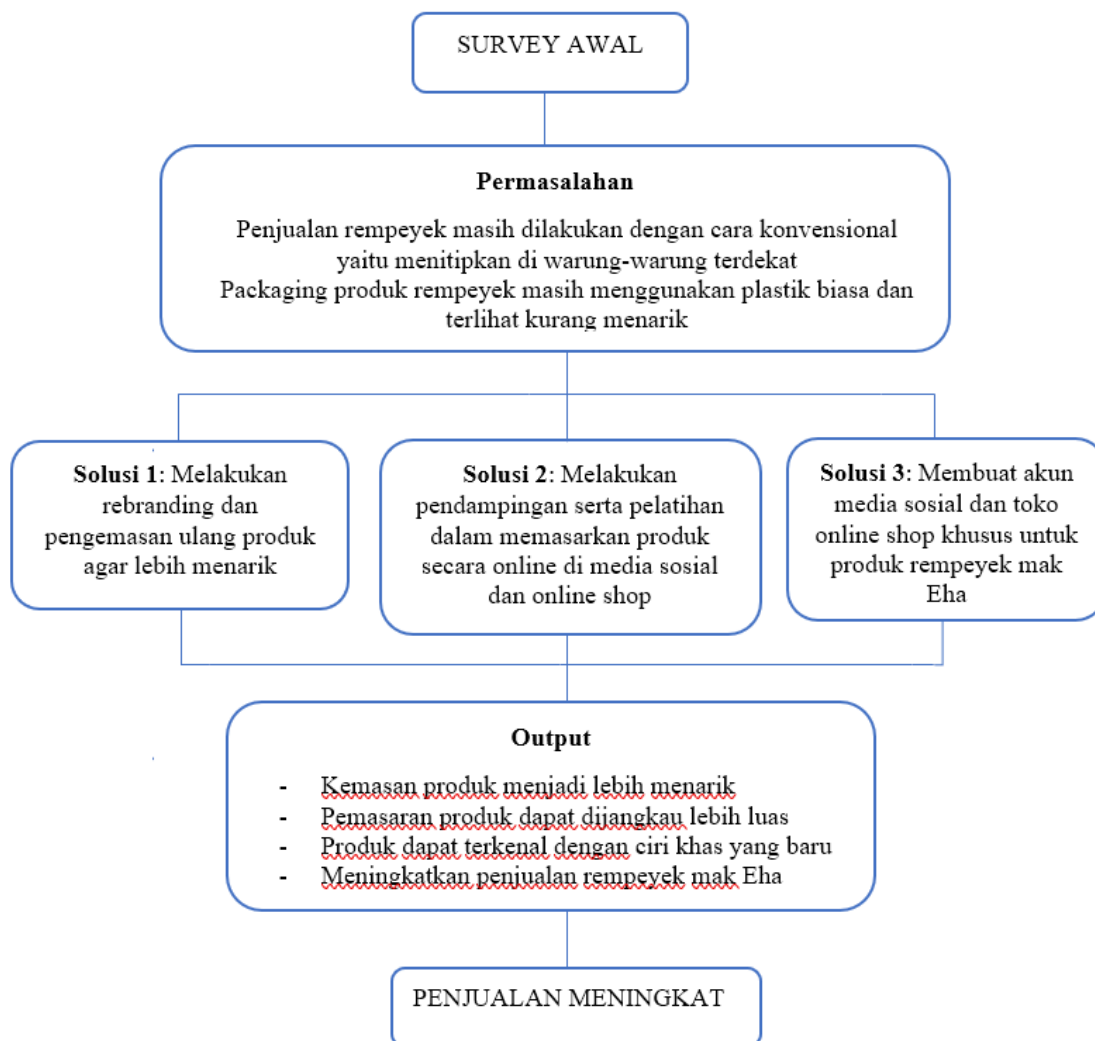 SURVEY AWAL
Permasalahan
Penjualan rempeyek masih dilakukan dengan cara konvensional
yaitu menitipkan di warung-warung terdekat
Packaging produk rempeyek masih menggunakan plastik biasa dan
terlihat kurang menarik
Solusi 1: Melakukan
rebranding dan
pengemasan ulang produk
agar lebih menarik
Solusi 2: Melakukan
pendampingan serta pelatihan
dalam memasarkan produk
secara online di media sosial
dan online shop
Solusi 3: Membuat akun
media sosial dan toko
online shop khusus untuk
produk rempeyek mak
Eha
Output
- Kemasan produk menjadi lebih menarik
- Pemasaran produk dapat dijangkau lebih luas
- Produk dapat terkenal dengan ciri khas yang baru
- Meningkatkan penjualan rempeyek mak Eha
PENJUALAN MENINGKAT